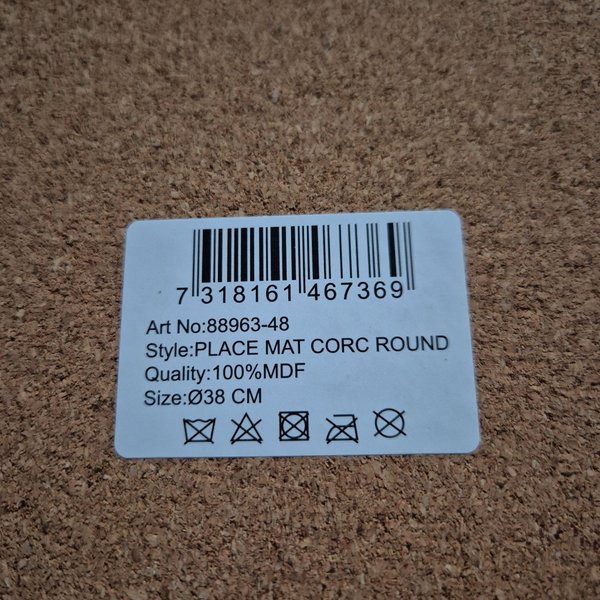 7 318161 467369
Art No:88963-48
Style:PLACE MAT CORC ROUND
Quality:100%MDF
Size:Ø38 CM